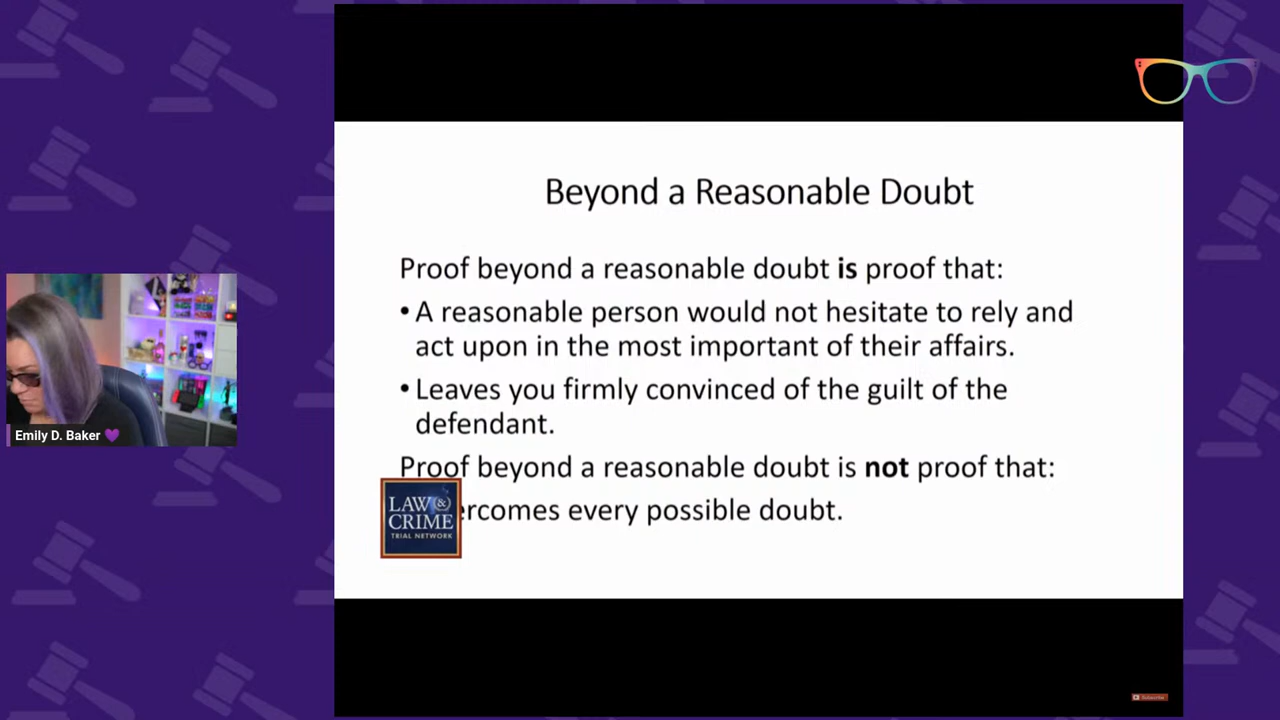 Beyond a Reasonable Doubt
Proof beyond a reasonable doubt is proof that:
• A reasonable person would not hesitate to rely and
act upon in the most important of their affairs.
• Leaves you firmly convinced of the guilt of the
defendant.
Proof beyond a reasonable doubt is not proof that:
ercomes every possible doubt.
LAW &
CRIME
TRIAL NETWORK
Emily D. Baker 💜
Subscribe